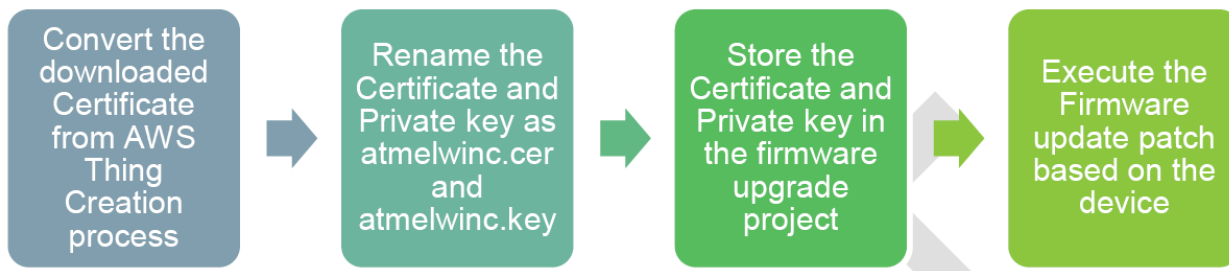 Convert the
downloaded
Certificate
from AWS
Thing
Creation
process
Rename the
Certificate and
Private key as
atmelwinc.cer
and
atmelwinc.key
Store the
Certificate and
Private key in
the firmware
upgrade
project
Execute the
Firmware
update patch
based on the
device